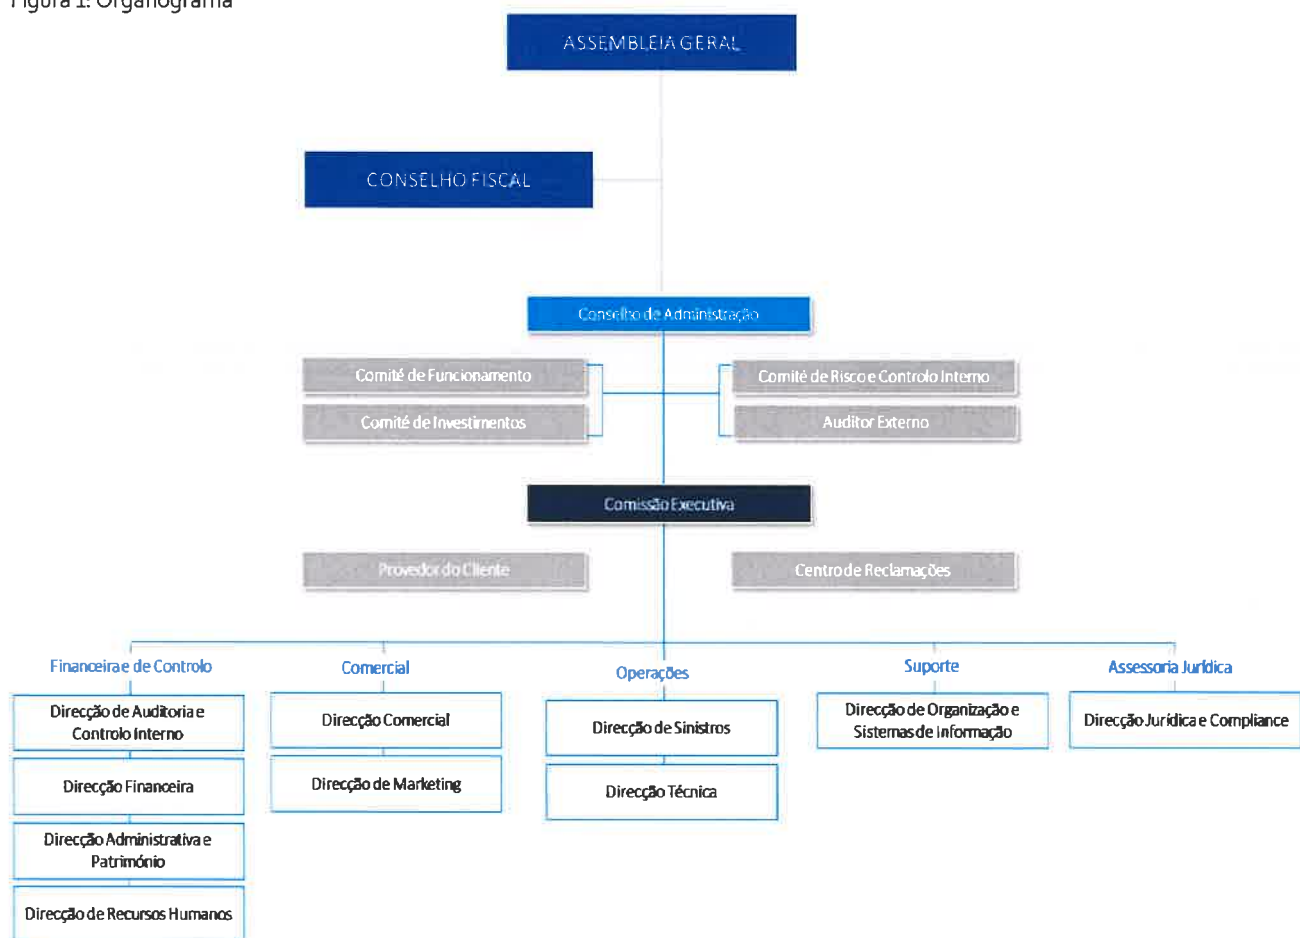 Figura 1: Organograma
ASSEMBLEIA GERAL
CONSELHO FISCAL
Conselho de Administração
Comité de Funcionamento
Comité de Risco e Controlo Interno
Comité de Investimentos
Auditor Externo
Comissão Executiva
Provedor do Cliente
Centro de Reclamações
Financeira e de Controlo
Comercial
Operações
Suporte
Assessoria Jurídica
Direcção de Auditoria e
Controlo Interno
Direcção Financeira
Direcção Administrativa e
Património
Direcção de Recursos Humanos
Direcção Comercial
Direcção de Marketing
Direcção de Sinistros
Direcção Técnica
Direcção de Organização e
Sistemas de Informação
Direcção Jurídica e Compliance